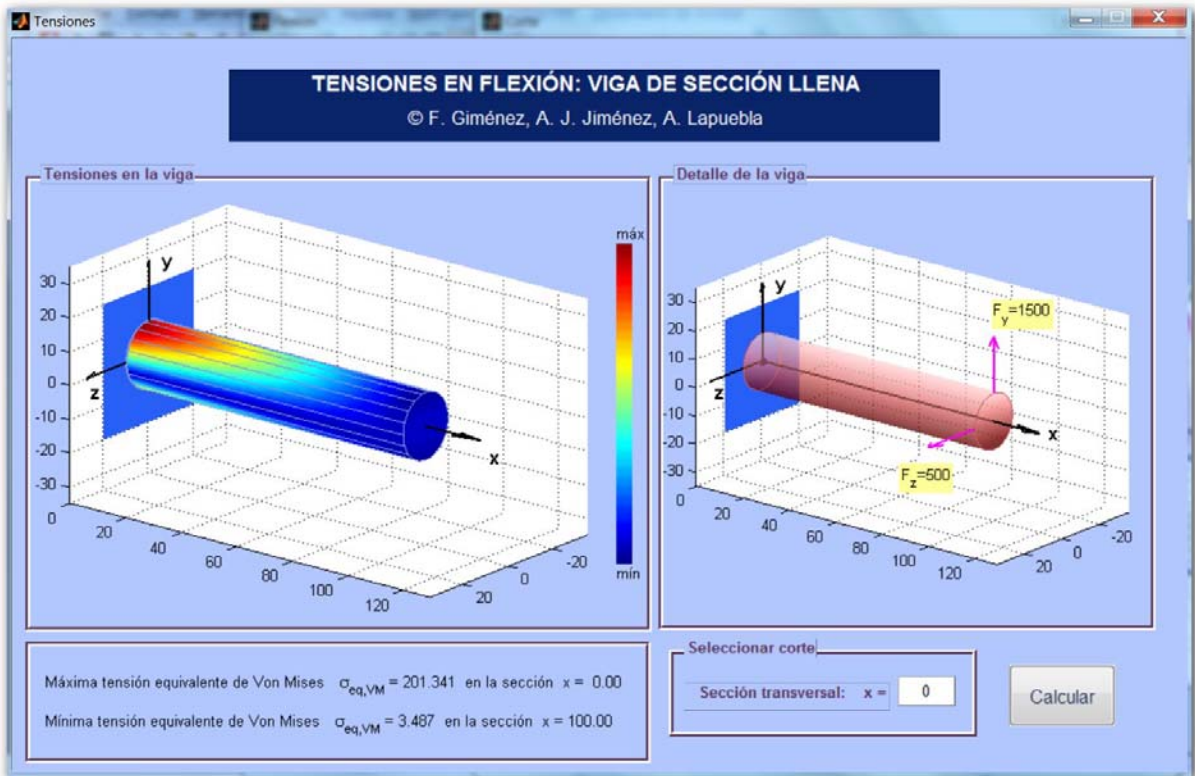 Tensiones
TENSIONES EN FLEXIÓN: VIGA DE SECCIÓN LLENA
© F. Giménez, A. J. Jiménez, A. Lapuebla
Tensiones en la viga
máx
mín
y
z
x
30
20
10
0
-10
-20
-30
0
20
40
60
80
100
120
20
0
-20
Detalle de la viga
F_y=1500
F_z=500
y
z
x
30
20
10
0
-10
-20
-30
0
20
40
60
80
100
120
20
0
-20
Máxima tensión equivalente de Von Mises σ_eq,VM = 201.341 en la sección x = 0.00
Mínima tensión equivalente de Von Mises σ_eq,VM = 3.487 en la sección x = 100.00
Seleccionar corte
Sección transversal: x = 0
Calcular